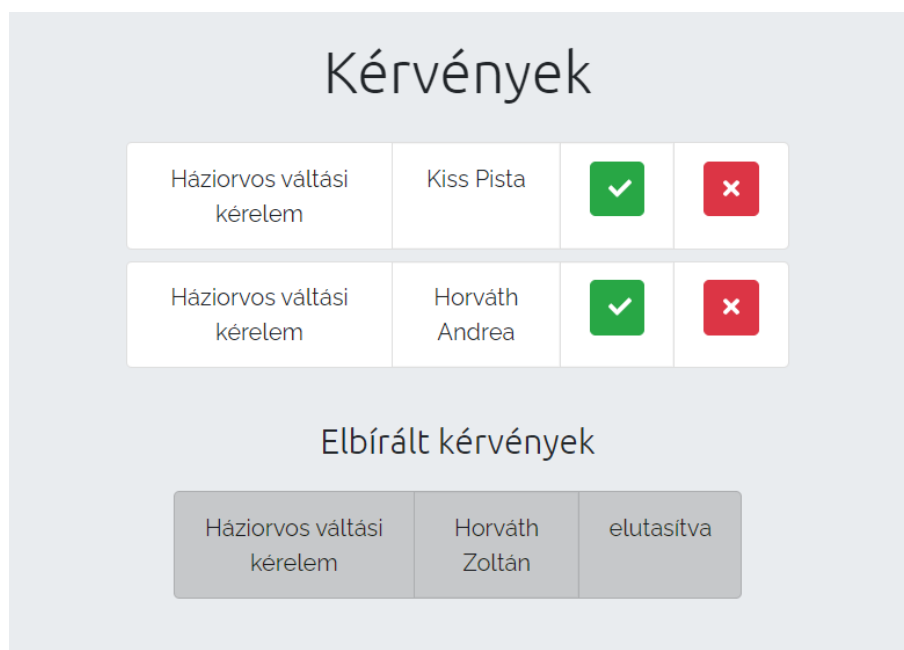 Kérvények
Háziorvos váltási
kérelem
Kiss Pista
Háziorvos váltási
kérelem
Horváth
Andrea
Elbírált kérvények
Háziorvos váltási
kérelem
Horváth
Zoltán
elutasítva